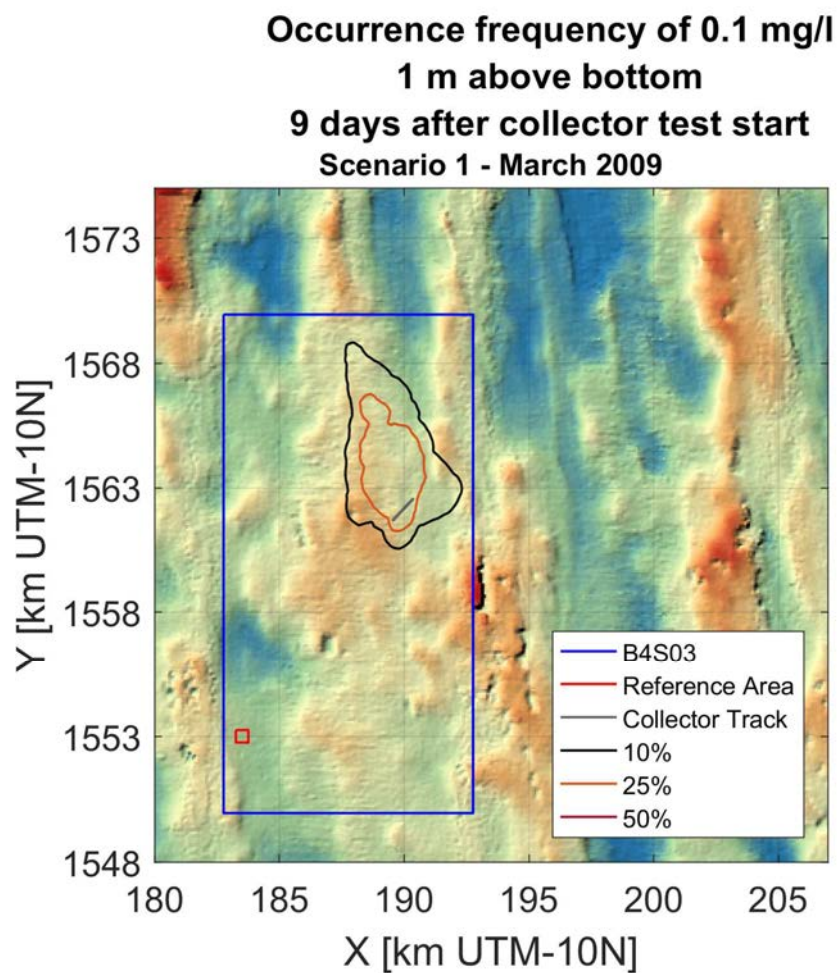 Occurrence frequency of 0.1 mg/l
1 m above bottom
9 days after collector test start
Scenario 1 - March 2009
Y [km UTM-10N]
1573
1568
1563
1558
1553
1548
180 185 190 195 200 205
X [km UTM-10N]
B4S03
Reference Area
Collector Track
10%
25%
50%